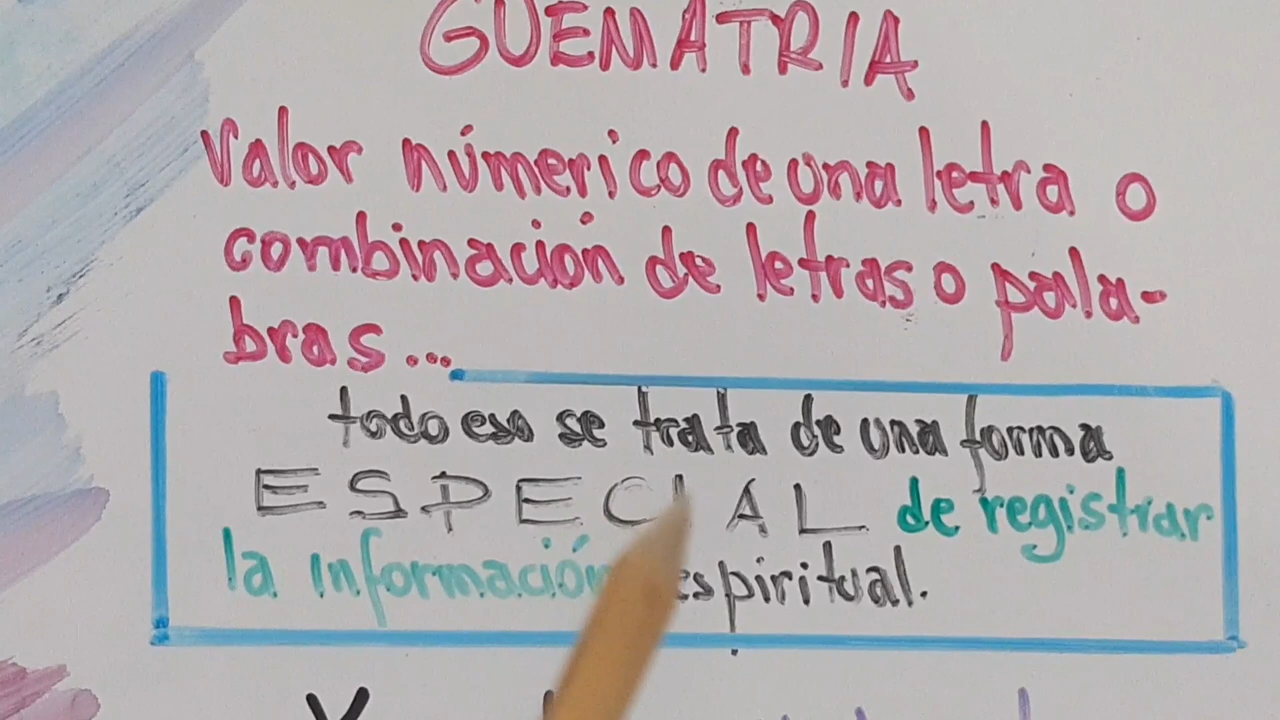 GUEMATRIA
Valor númerico de una letra o
combinación de letras o pala-
bras...
todo eso se trata de una forma
ESPECIAL de registrar
la información espiritual.